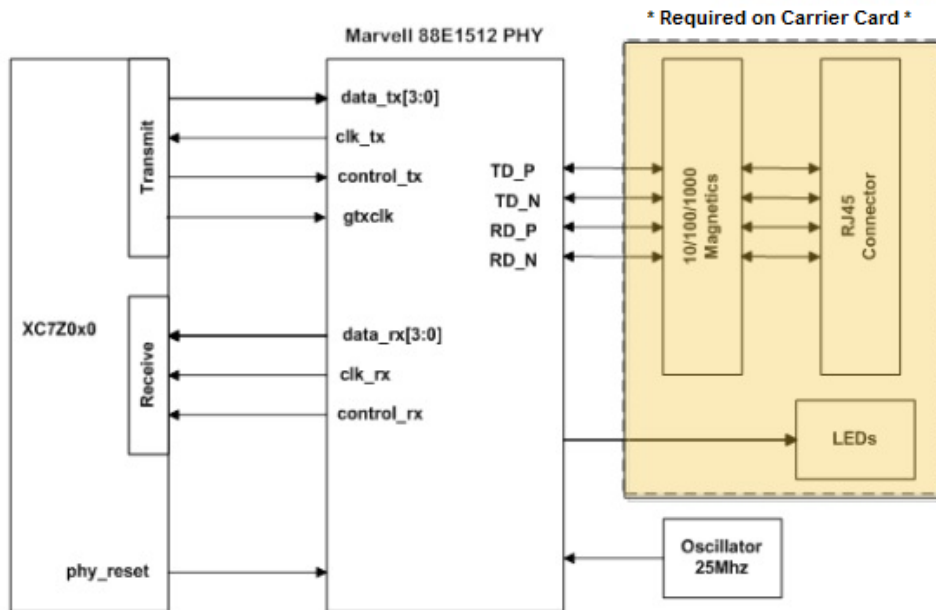 * Required on Carrier Card *
Marvell 88E1512 PHY
Transmit
data_tx[3:0]
clk_tx
control_tx
gtxclk
TD_P
TD_N
RD_P
RD_N
10/100/1000
Magnetics
RJ45
Connector
XC7Z0x0
Receive
data_rx[3:0]
clk_rx
control_rx
LEDs
phy_reset
Oscillator
25Mhz